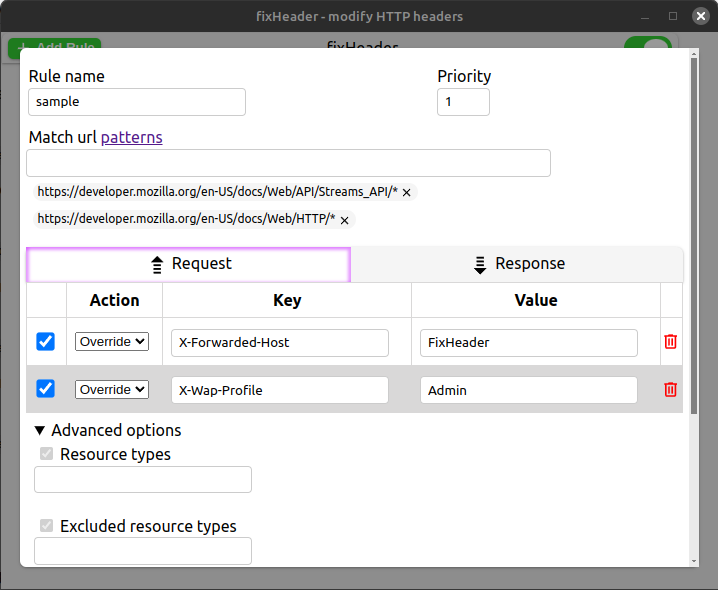 fixHeader - modify HTTP headers
+ Add Rule fixHeader
Rule name Priority
sample 1
Match url patterns
https://developer.mozilla.org/en-US/docs/Web/API/Streams_API/* ×
https://developer.mozilla.org/en-US/docs/Web/HTTP/* ×
Request Response
Action Key Value
Override X-Forwarded-Host FixHeader
Override X-Wap-Profile Admin
▼ Advanced options
Resource types
Excluded resource types